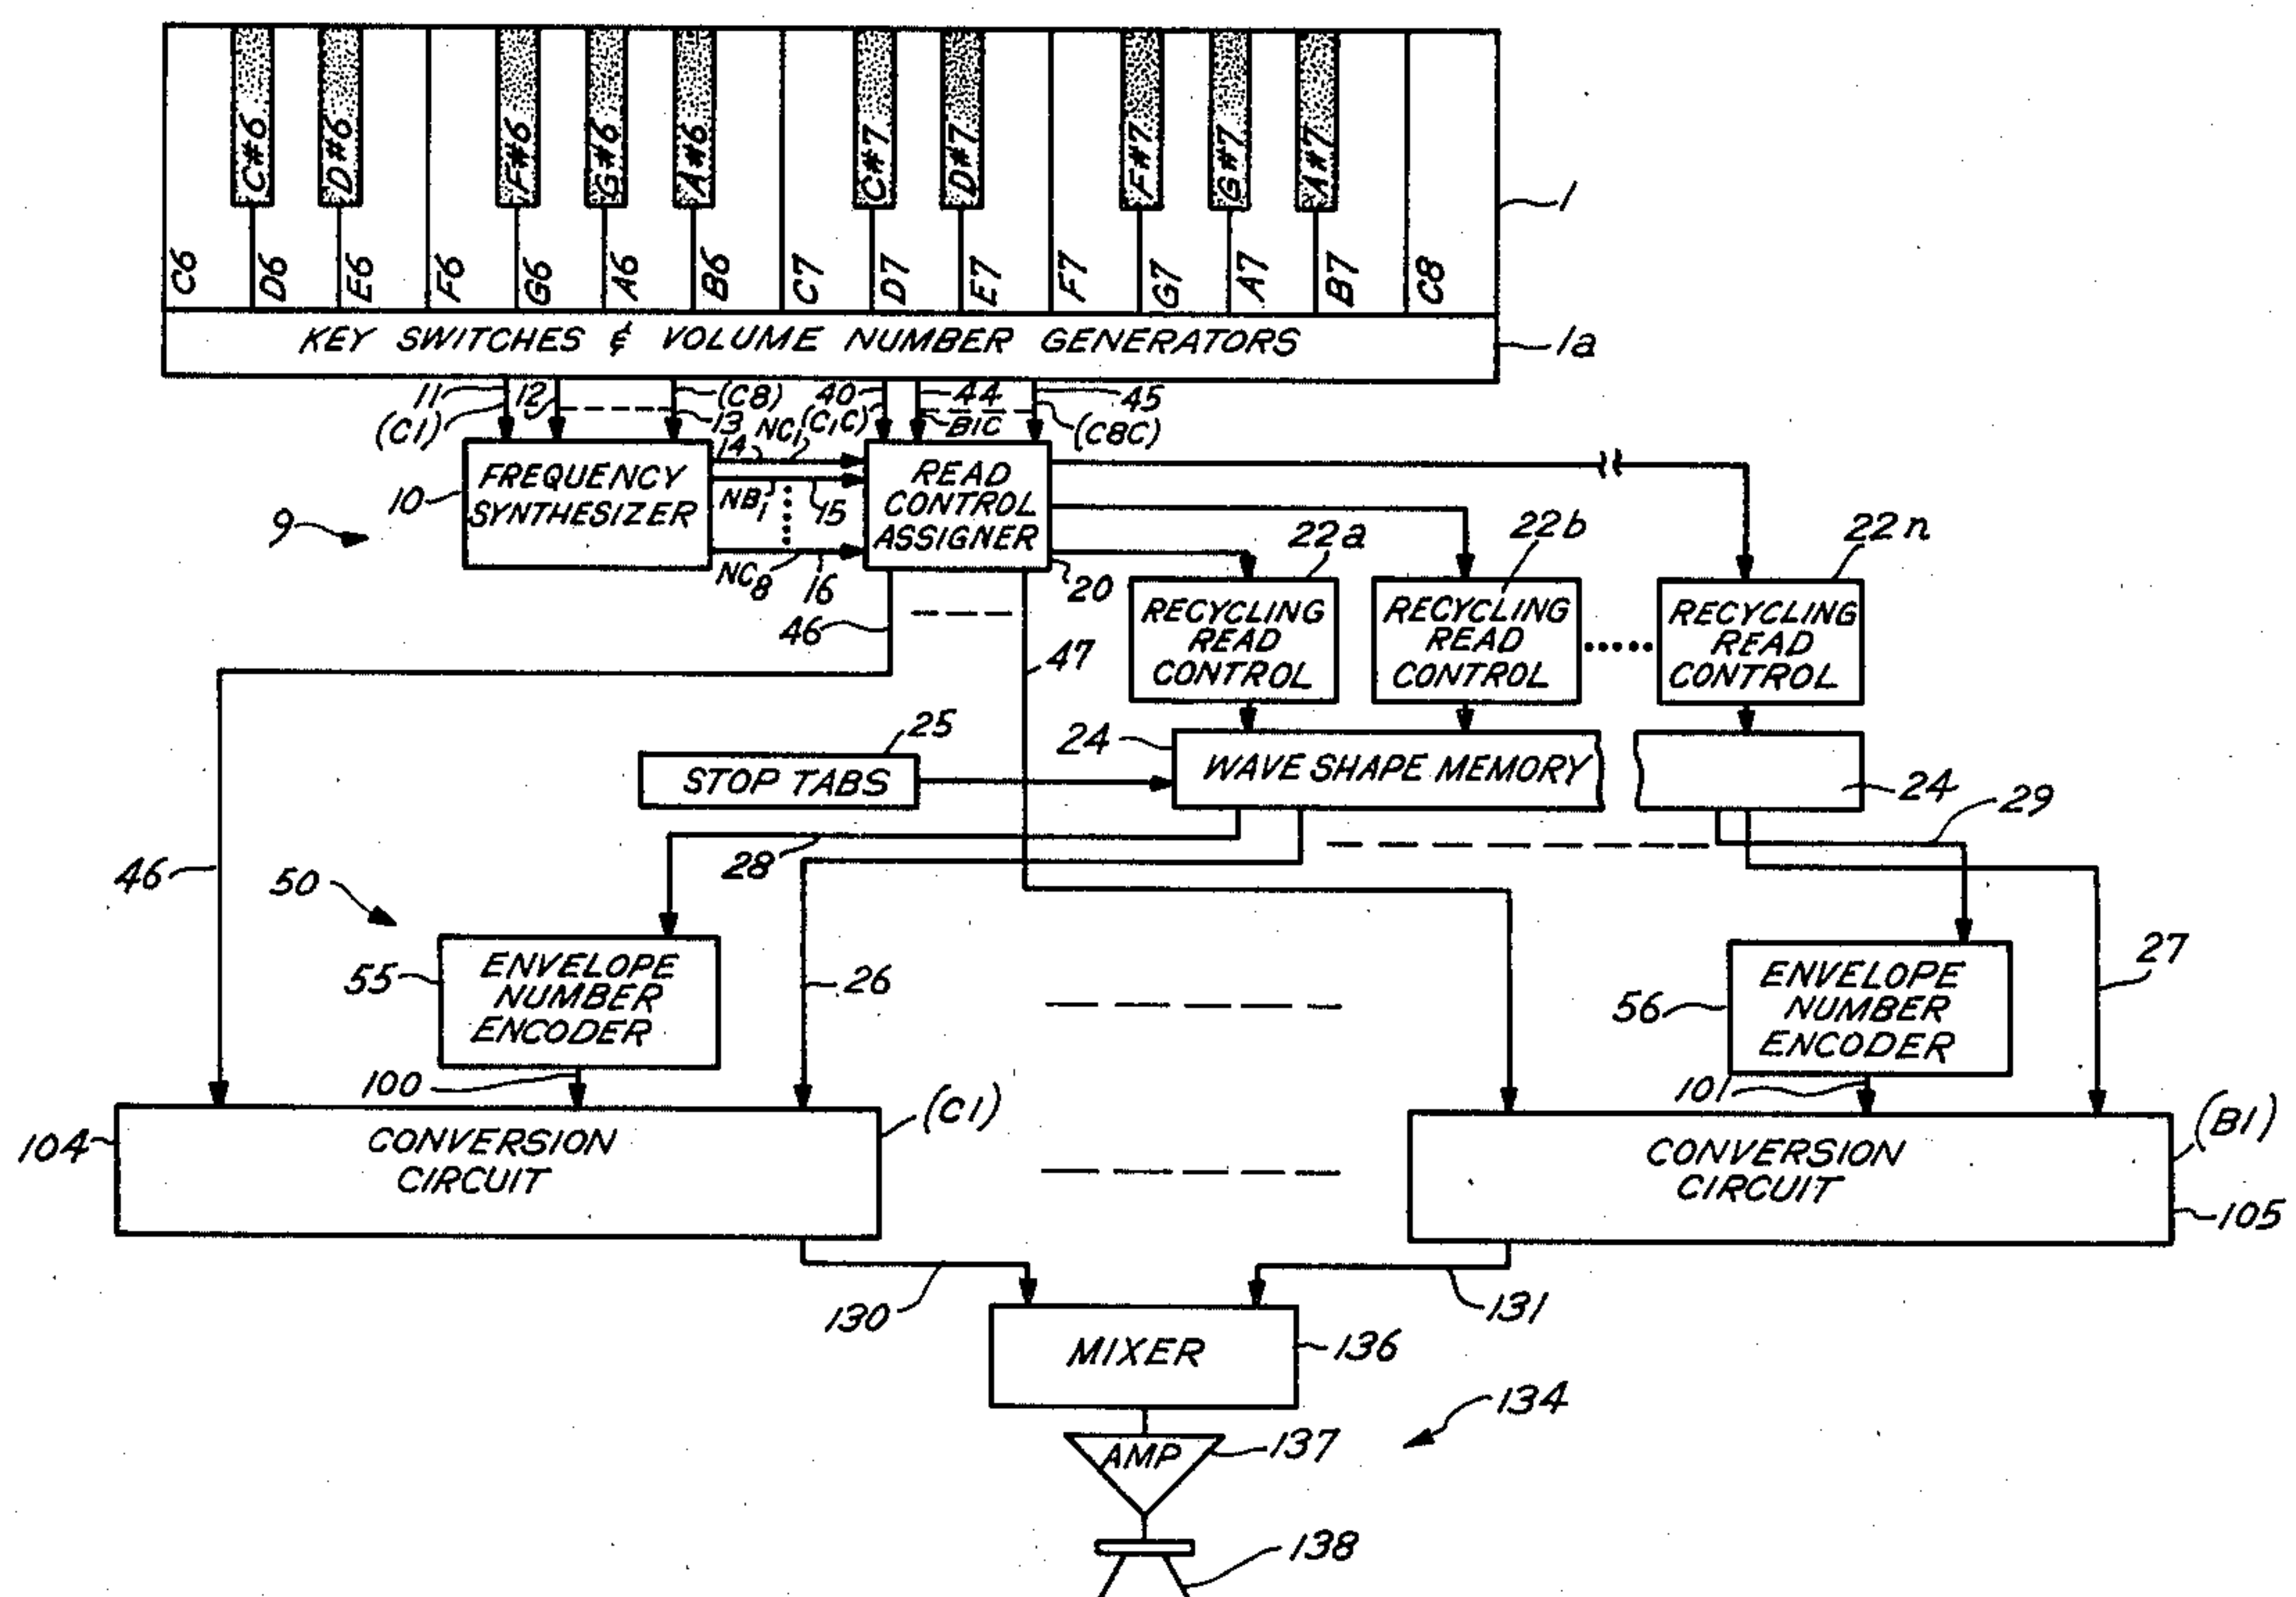 C#6 D#6 F#6 G#6 A#6 C#7 D#7 F#7 G#7 A#7
1
C6 D6 E6 F6 G6 A6 B6 C7 D7 E7 F7 G7 A7 B7 C8
KEY SWITCHES & VOLUME NUMBER GENERATORS
1a
11 12 (C8) 40 44 45
(C1) 13 (C1C) B1C (C8C)
14 NC1
10
FREQUENCY
SYNTHESIZER
NB1 15
NC8 16
READ
CONTROL
ASSIGNER
20
9
22a 22b 22n
46
47
RECYCLING
READ
CONTROL
RECYCLING
READ
CONTROL
RECYCLING
READ
CONTROL
25
STOP TABS
24
WAVE SHAPE MEMORY
24
29
28
46
50
55
ENVELOPE
NUMBER
ENCODER
26
56
ENVELOPE
NUMBER
ENCODER
27
100
101
104
CONVERSION
CIRCUIT
(C1)
CONVERSION
CIRCUIT
(B1)
105
130
131
MIXER
136
134
AMP
137
138